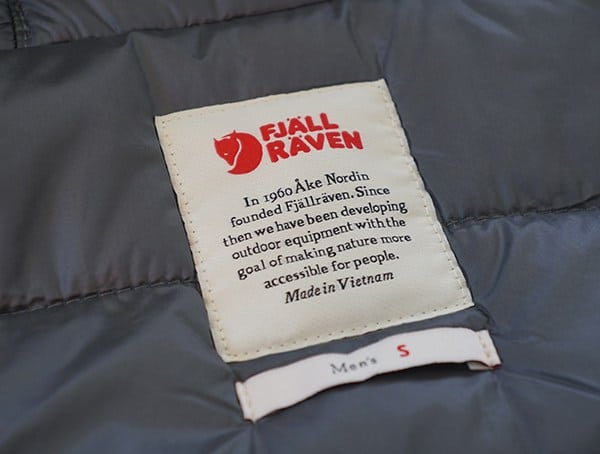 FJÄLL
RÄVEN
In 1960 Åke Nordin
founded Fjällräven. Since
then we have been developing
outdoor equipment with the
goal of making nature more
accessible for people.
Made in Vietnam
Men's S